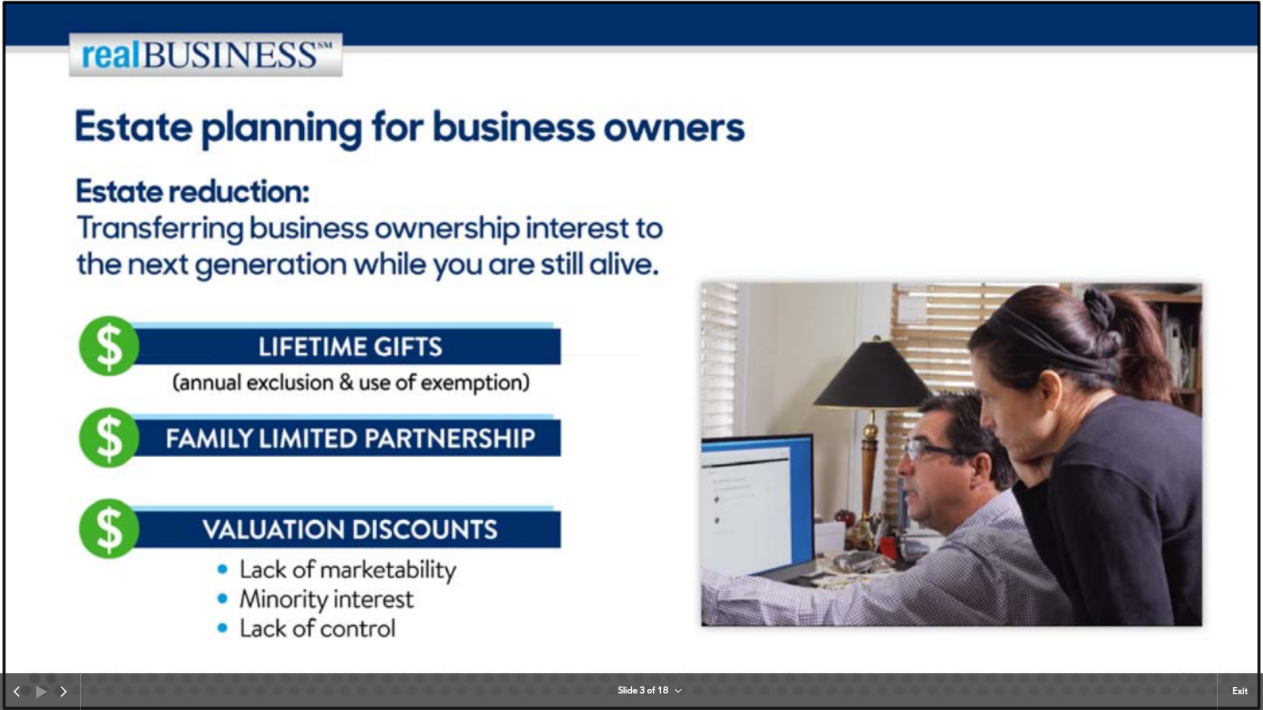 realBUSINESS℠
Estate planning for business owners
Estate reduction:
Transferring business ownership interest to
the next generation while you are still alive.
$ LIFETIME GIFTS
(annual exclusion & use of exemption)
$ FAMILY LIMITED PARTNERSHIP
$ VALUATION DISCOUNTS
• Lack of marketability
• Minority interest
• Lack of control
Slide 3 of 18
Exit